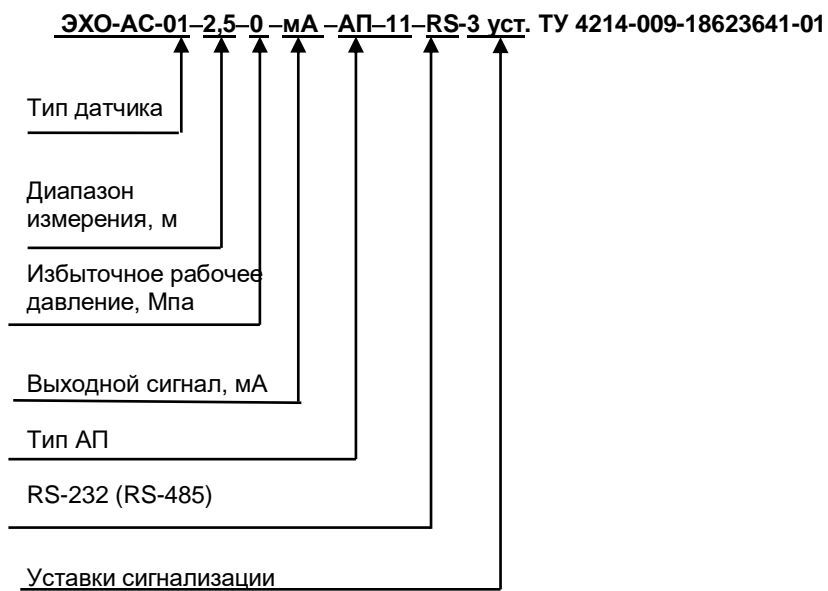 ЭХО-АС-01–2,5–0 –мА –АП–11–RS-3 уст. ТУ 4214-009-18623641-01
Тип датчика
Диапазон
измерения, м
Избыточное рабочее
давление, Мпа
Выходной сигнал, мА
Тип АП
RS-232 (RS-485)
Уставки сигнализации